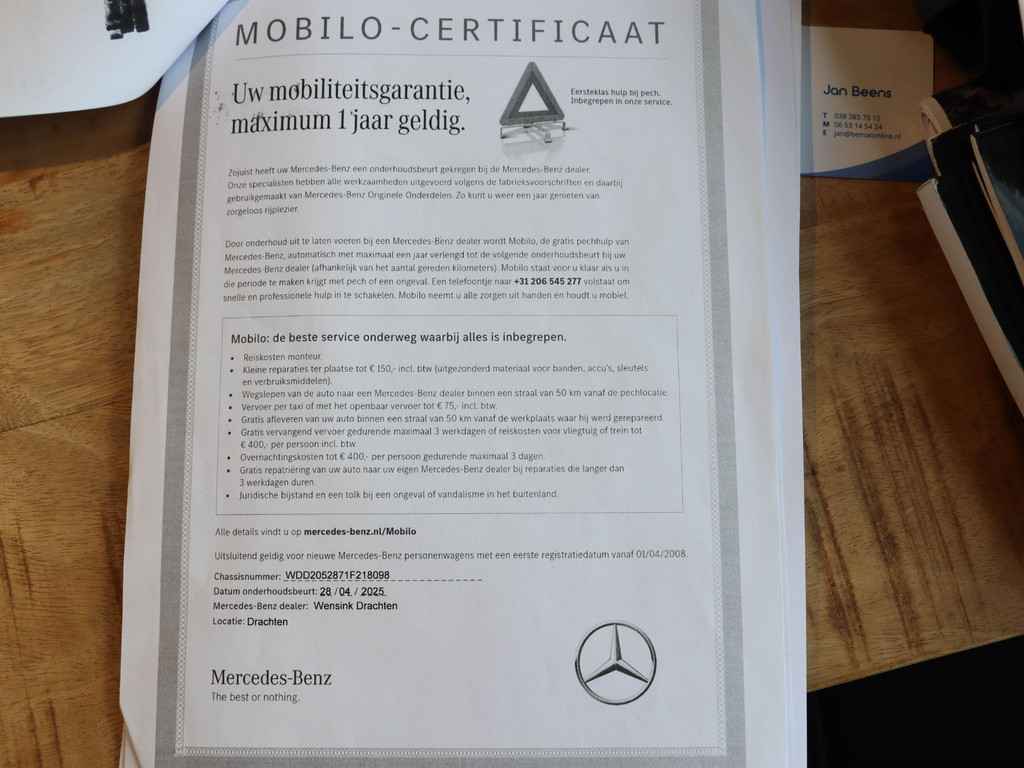 MOBILO-CERTIFICAAT
Uw mobiliteitsgarantie,
maximum 1 jaar geldig.
Eersteklas hulp bij pech.
Inbegrepen in onze service.
Zojuist heeft uw Mercedes-Benz een onderhoudsbeurt gekregen bij de Mercedes-Benz dealer.
Onze specialisten hebben alle werkzaamheden uitgevoerd volgens de fabrieksvoorschriften en daarbij
gebruikgemaakt van Mercedes-Benz Originele Onderdelen. Zo kunt u weer een jaar genieten van
zorgeloos rijplezier.
Door onderhoud uit te laten voeren bij een Mercedes-Benz dealer wordt Mobilo, de gratis pechhulp van
Mercedes-Benz, automatisch met maximaal een jaar verlengd tot de volgende onderhoudsbeurt bij uw
Mercedes-Benz dealer (afhankelijk van het aantal gereden kilometers). Mobilo staat voor u klaar als u in
die periode te maken krijgt met pech of een ongeval. Een telefoontje naar +31 206 545 277 volstaat om
snelle en professionele hulp in te schakelen. Mobilo neemt u alle zorgen uit handen en houdt u mobiel.
Mobilo: de beste service onderweg waarbij alles is inbegrepen.
• Reiskosten monteur.
• Kleine reparaties ter plaatse tot € 150,- incl. btw (uitgezonderd materiaal voor banden, accu's, sleutels
en verbruiksmiddelen).
• Wegslepen van de auto naar een Mercedes-Benz dealer binnen een straal van 50 km vanaf de pechlocatie.
• Vervoer per taxi of met het openbaar vervoer tot € 75,- incl. btw.
• Gratis afleveren van uw auto binnen een straal van 50 km vanaf de werkplaats waar hij werd gerepareerd.
• Gratis vervangend vervoer gedurende maximaal 3 werkdagen of reiskosten voor vliegtuig of trein tot
€ 400,- per persoon incl. btw.
• Overnachtingskosten tot € 400,- per persoon gedurende maximaal 3 dagen.
• Gratis repatriëring van uw auto naar uw eigen Mercedes-Benz dealer bij reparaties die langer dan
3 werkdagen duren.
• Juridische bijstand en een tolk bij een ongeval of vandalisme in het buitenland.
Alle details vindt u op mercedes-benz.nl/Mobilo
Uitsluitend geldig voor nieuwe Mercedes-Benz personenwagens met een eerste registratiedatum vanaf 01/04/2008.
Chassisnummer: WDD2052871F218098
Datum onderhoudsbeurt: 28 / 04 / 2025
Mercedes-Benz dealer: Wensink Drachten
Locatie: Drachten
Mercedes-Benz
The best or nothing.
Jan Beens
T
M 06 53 14 54 34
E